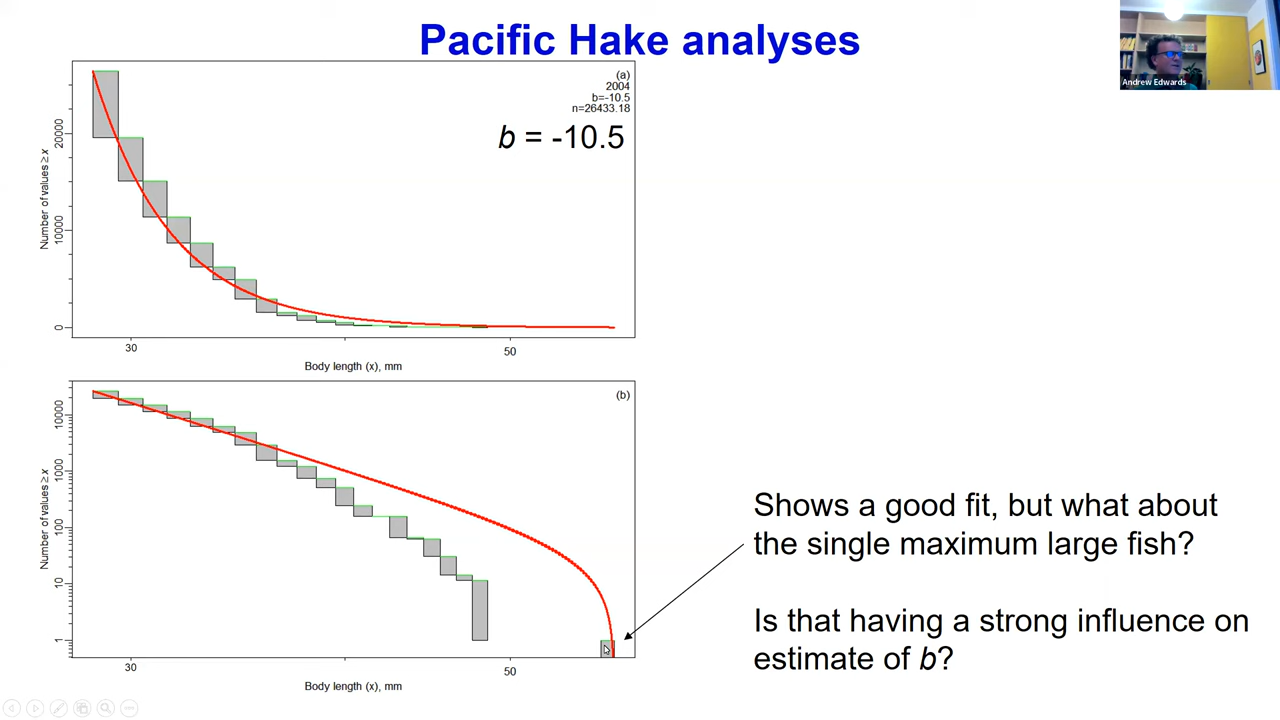 Pacific Hake analyses
Andrew Edwards
(a)
2004
b=-10.5
n=26433.18
b = -10.5
Number of values ≥ x
0
10000
20000
30
50
Body length (x), mm
(b)
Number of values ≥ x
1
10
100
1000
10000
30
50
Body length (x), mm
Shows a good fit, but what about
the single maximum large fish?
Is that having a strong influence on
estimate of b?